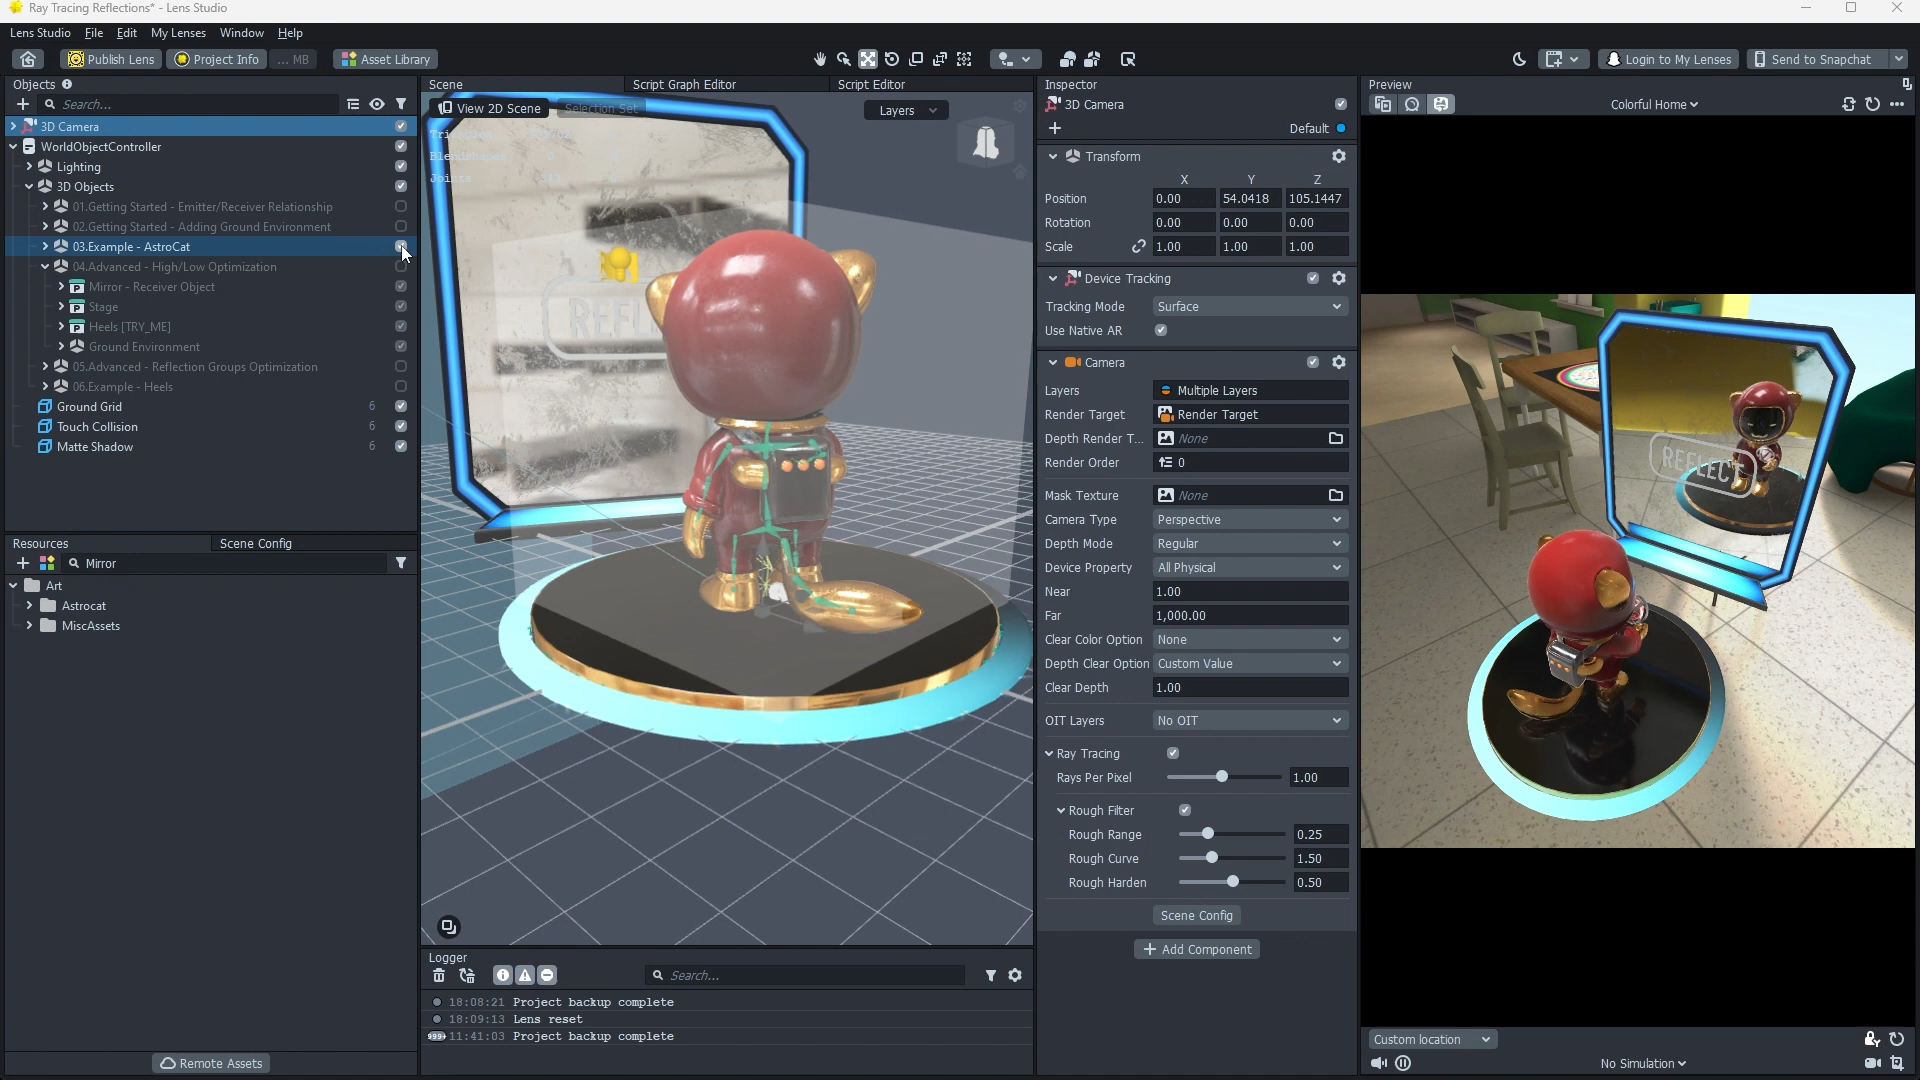 Ray Tracing Reflections* - Lens Studio
Lens Studio File Edit My Lenses Window Help
Publish Lens Project Info ... MB Asset Library Login to My Lenses Send to Snapchat
Objects
Search...
3D Camera
WorldObjectController
Lighting
3D Objects
01.Getting Started - Emitter/Receiver Relationship
02.Getting Started - Adding Ground Environment
03.Example - AstroCat
04.Advanced - High/Low Optimization
Mirror - Receiver Object
Stage
Heels [TRY_ME]
Ground Environment
05.Advanced - Reflection Groups Optimization
06.Example - Heels
Ground Grid 6
Touch Collision 6
Matte Shadow 6
Resources Scene Config
Mirror
Art
Astrocat
MiscAssets
Remote Assets
Scene Script Graph Editor Script Editor
View 2D Scene Selection Set Layers
Blendshapes 0
Joints
Logger
Search...
18:08:21 Project backup complete
18:09:13 Lens reset
999+ 11:41:03 Project backup complete
Inspector
3D Camera
Default
Transform
X Y Z
Position 0.00 54.0418 105.1447
Rotation 0.00 0.00 0.00
Scale 1.00 1.00 1.00
Device Tracking
Tracking Mode Surface
Use Native AR
Camera
Layers Multiple Layers
Render Target Render Target
Depth Render T... None
Render Order 0
Mask Texture None
Camera Type Perspective
Depth Mode Regular
Device Property All Physical
Near 1.00
Far 1,000.00
Clear Color Option None
Depth Clear Option Custom Value
Clear Depth 1.00
OIT Layers No OIT
Ray Tracing
Rays Per Pixel 1.00
Rough Filter
Rough Range 0.25
Rough Curve 1.50
Rough Harden 0.50
Scene Config
Add Component
Preview
Colorful Home
REFLECT
Custom location
No Simulation